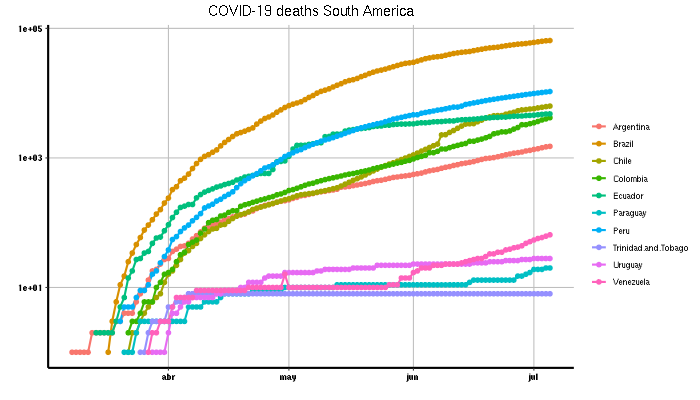 COVID-19 deaths South America
1e+05
1e+03
1e+01
abr
may
jun
jul
Argentina
Brazil
Chile
Colombia
Ecuador
Paraguay
Peru
Trinidad.and.Tobago
Uruguay
Venezuela